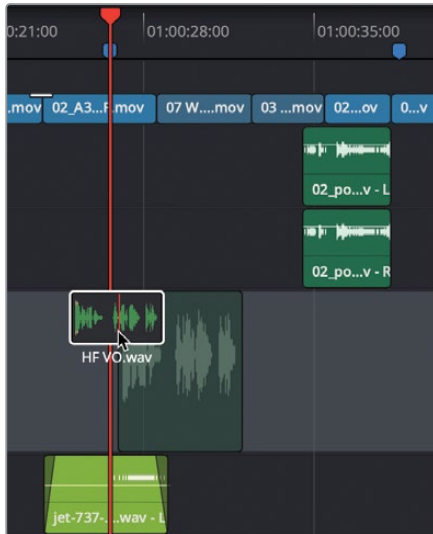 0:21:00 01:00:28:00 01:00:35:00
.mov 02_A3...F.mov 07 W....mov 03 ...mov 02...ov 0...v
02_po...v - L
02_po...v - R
HF VO.wav
jet-737-...wav - L